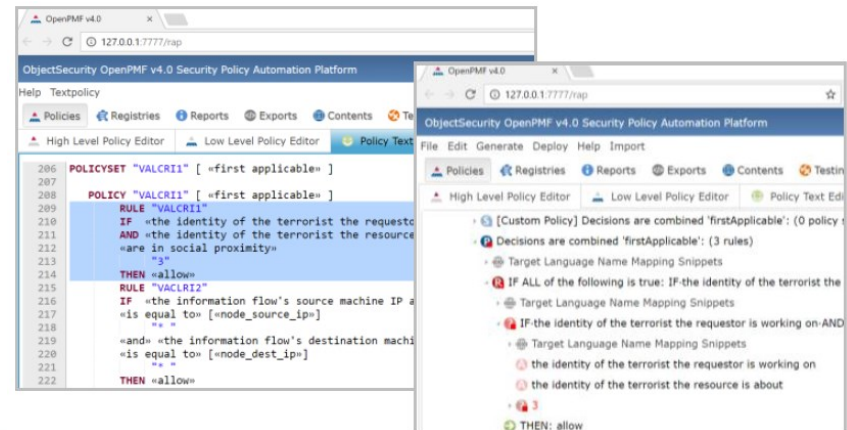 OpenPMF v4.0
127.0.0.1:7777/rap
ObjectSecurity OpenPMF v4.0 Security Policy Automation Platform
Help Textpolicy
Policies Registries Reports Exports Contents Te
High Level Policy Editor Low Level Policy Editor Policy Text
206 POLICYSET "VALCRI1" [ «first applicable» ]
207
208 POLICY "VALCRI1" [ «first applicable» ]
209 RULE "VALCRI1"
210 IF «the identity of the terrorist the requesto
211 AND «the identity of the terrorist the resource
212 «are in social proximity»
213 "3"
214 THEN «allow»
215 RULE "VACLRI2"
216 IF «the information flow's source machine IP a
217 «is equal to» [«node_source_ip»]
218 "* "
219 «and» «the information flow's destination machi
220 «is equal to» [«node_dest_ip»]
221 "* "
222 THEN «allow»
OpenPMF v4.0
127.0.0.1:7777/rap
ObjectSecurity OpenPMF v4.0 Security Policy Automation Platform
File Edit Generate Deploy Help Import
Policies Registries Reports Exports Contents Testin
High Level Policy Editor Low Level Policy Editor Policy Text Edi
[Custom Policy] Decisions are combined 'firstApplicable': (0 policy s
Decisions are combined 'firstApplicable': (3 rules)
Target Language Name Mapping Snippets
IF ALL of the following is true: IF-the identity of the terrorist the
Target Language Name Mapping Snippets
IF-the identity of the terrorist the requestor is working on-AND
Target Language Name Mapping Snippets
the identity of the terrorist the requestor is working on
the identity of the terrorist the resource is about
3
THEN: allow